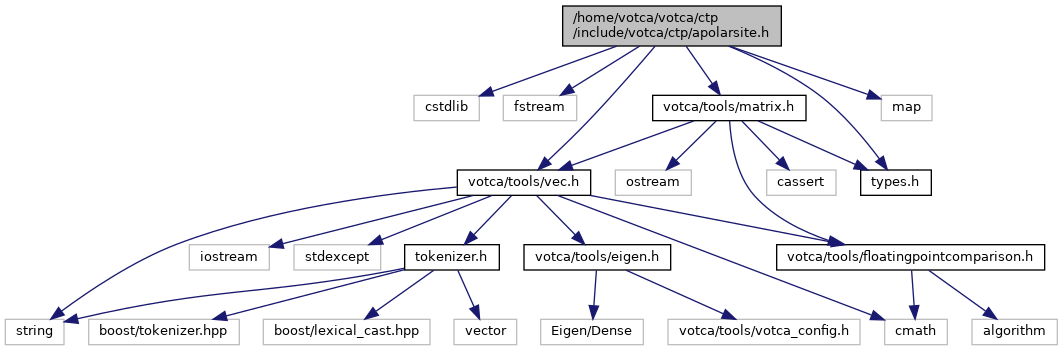 /home/votca/votca/ctp
/include/votca/ctp/apolarsite.h
cstdlib
fstream
votca/tools/matrix.h
map
votca/tools/vec.h
ostream
cassert
types.h
iostream
stdexcept
tokenizer.h
votca/tools/eigen.h
votca/tools/floatingpointcomparison.h
string
boost/tokenizer.hpp
boost/lexical_cast.hpp
vector
Eigen/Dense
votca/tools/votca_config.h
cmath
algorithm